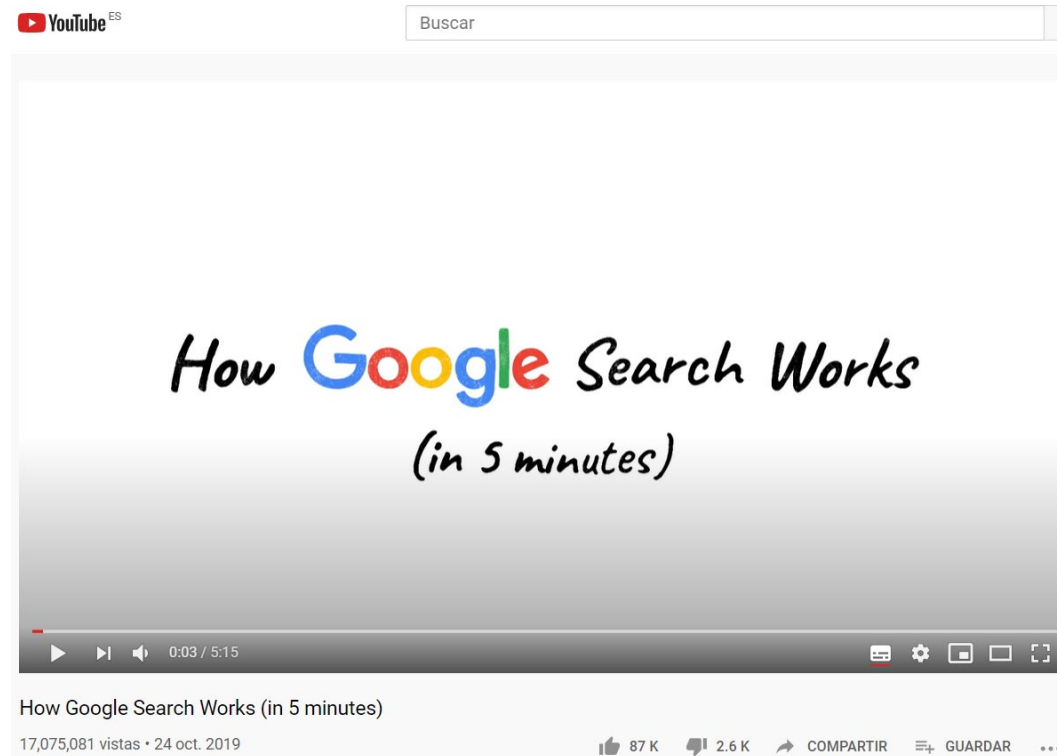 YouTube ES
Buscar
How Google Search Works
(in 5 minutes)
0:03 / 5:15
How Google Search Works (in 5 minutes)
17,075,081 vistas • 24 oct. 2019
87 K 2.6 K COMPARTIR GUARDAR